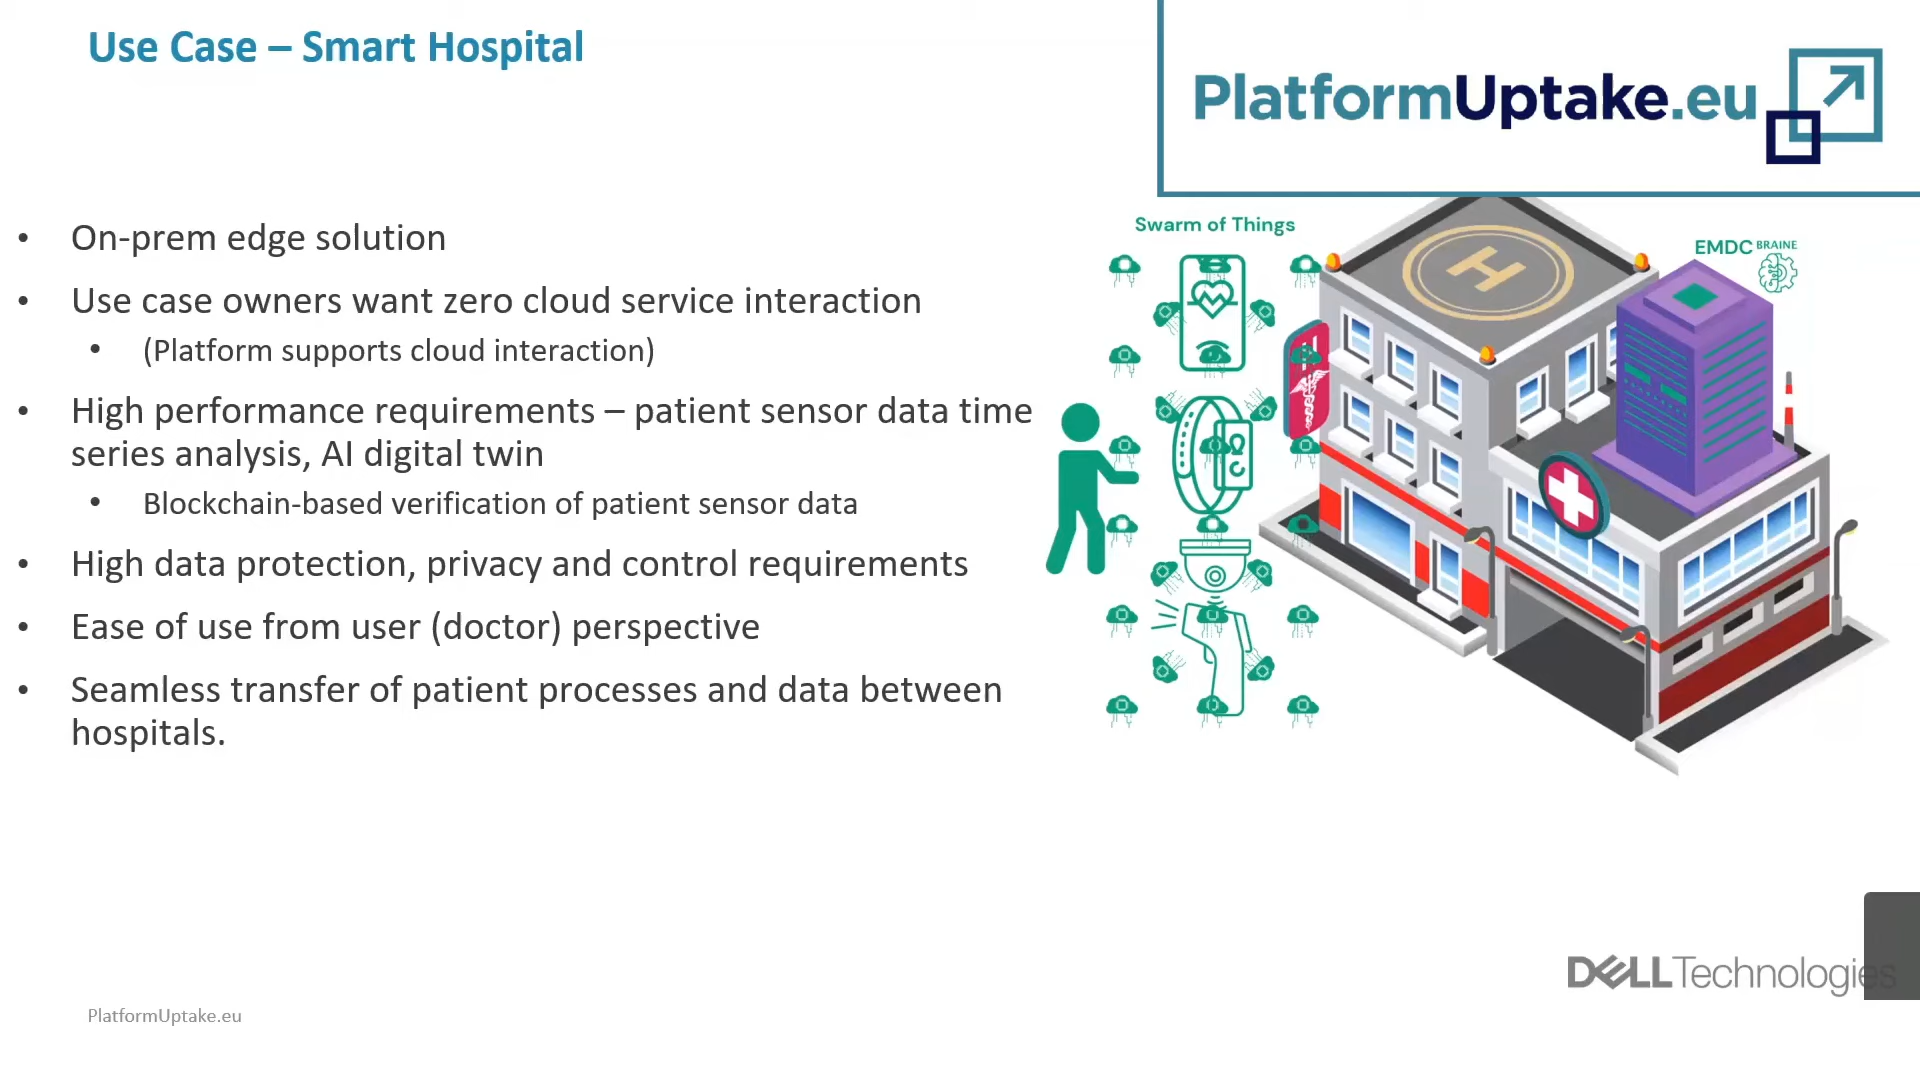 Use Case – Smart Hospital
PlatformUptake.eu
• On-prem edge solution
• Use case owners want zero cloud service interaction
• (Platform supports cloud interaction)
• High performance requirements – patient sensor data time
series analysis, AI digital twin
• Blockchain-based verification of patient sensor data
• High data protection, privacy and control requirements
• Ease of use from user (doctor) perspective
• Seamless transfer of patient processes and data between
hospitals.
Swarm of Things
H
EMDC BRAINE
DELL Technologies
PlatformUptake.eu